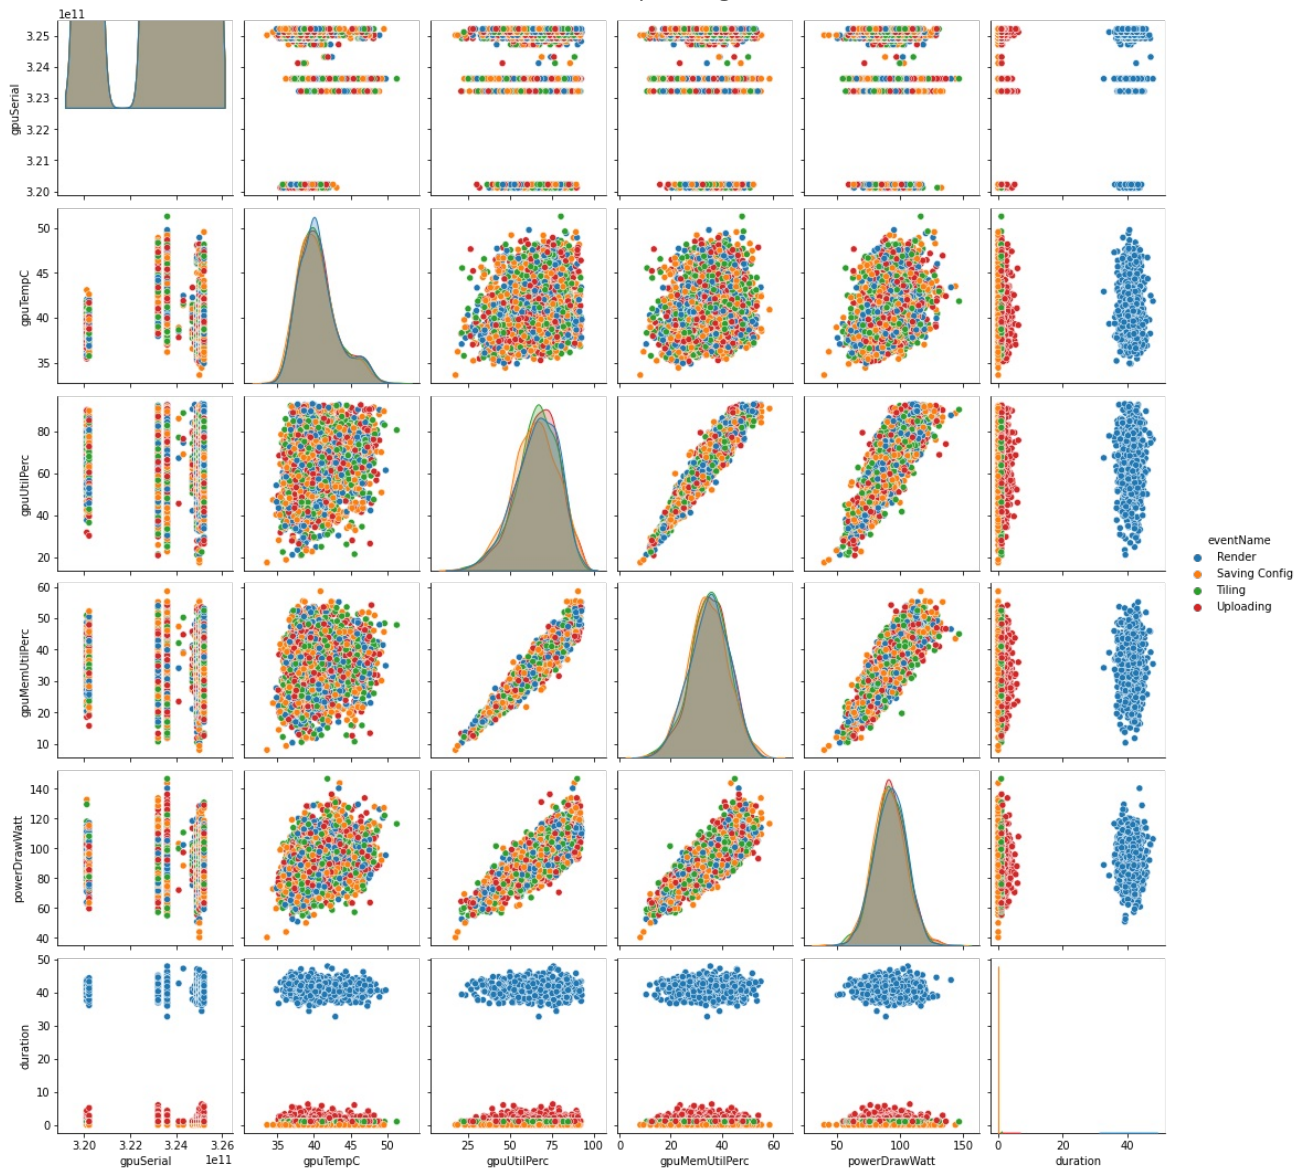 1e11
3.25
3.24
3.23
3.22
3.21
3.20
gpuSerial
50
45
40
35
gpuTempC
80
60
40
20
gpuUtilPerc
eventName
Render
Saving Config
Tiling
Uploading
60
50
40
30
20
10
gpuMemUtilPerc
140
120
100
80
60
40
powerDrawWatt
50
40
30
20
10
0
duration
3.20 3.22 3.24 3.26 35 40 45 50 25 50 75 100 0 20 40 60 50 100 150 0 20 40
gpuSerial 1e11 gpuTempC gpuUtilPerc gpuMemUtilPerc powerDrawWatt duration